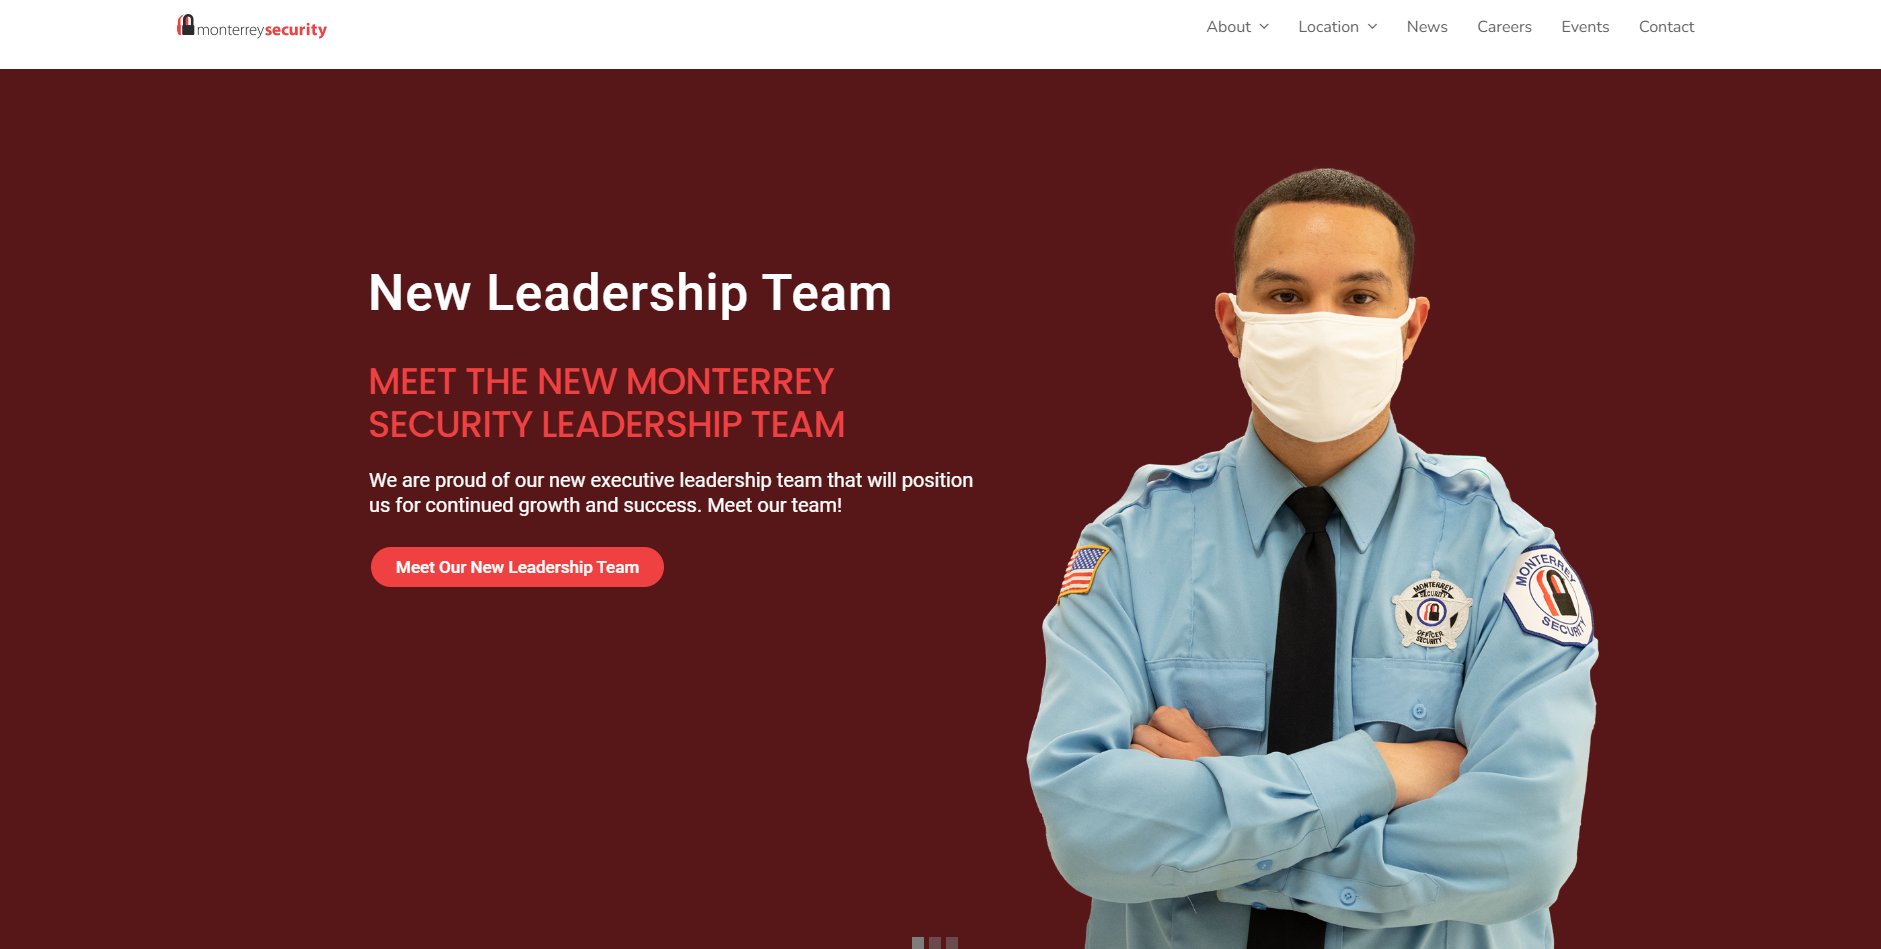 monterreysecurity
About
Location
News
Careers
Events
Contact
New Leadership Team
MEET THE NEW MONTERREY
SECURITY LEADERSHIP TEAM
We are proud of our new executive leadership team that will position
us for continued growth and success. Meet our team!
Meet Our New Leadership Team
MONTERREY
SECURITY
OFFICER
SECURITY
MONTERREY
SECURITY